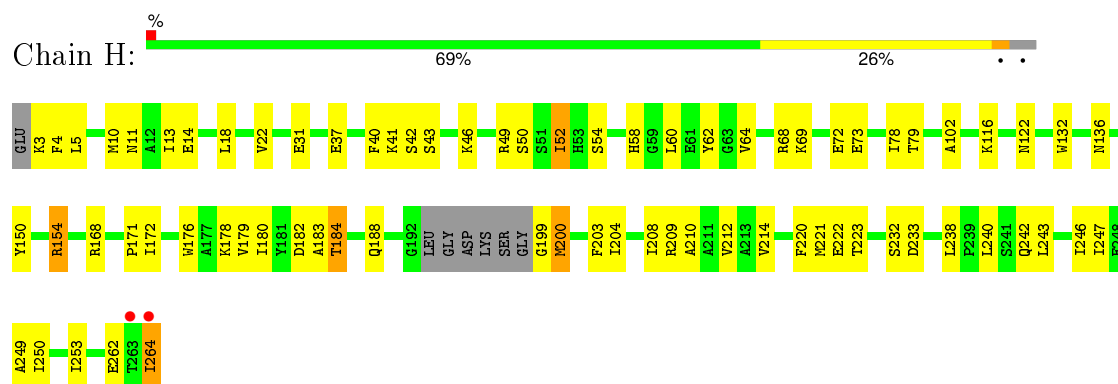 %
Chain H:
69% 26% • •
GLU K3 F4 L5 M10 N11 A12 I13 E14 L18 V22 E31 E37 F40 K41 S42 S43 K46 R49 S50 S51 I52 H53 S54 H58 G59 L60 E61 Y62 G63 V64 R68 K69 E72 E73 I78 T79 A102 K116 N122 W132 N136
Y150 R154 R168 P171 I172 W176 A177 K178 V179 I180 Y181 D182 A183 T184 Q188 G192 LEU GLY ASP LYS SER GLY G199 M200 F203 I204 I208 R209 A210 A211 V212 A213 V214 F220 M221 E222 T223 S232 D233 L238 P239 L240 S241 Q242 L243 I246 I247
A249 I250 I253 E262 T263 I264